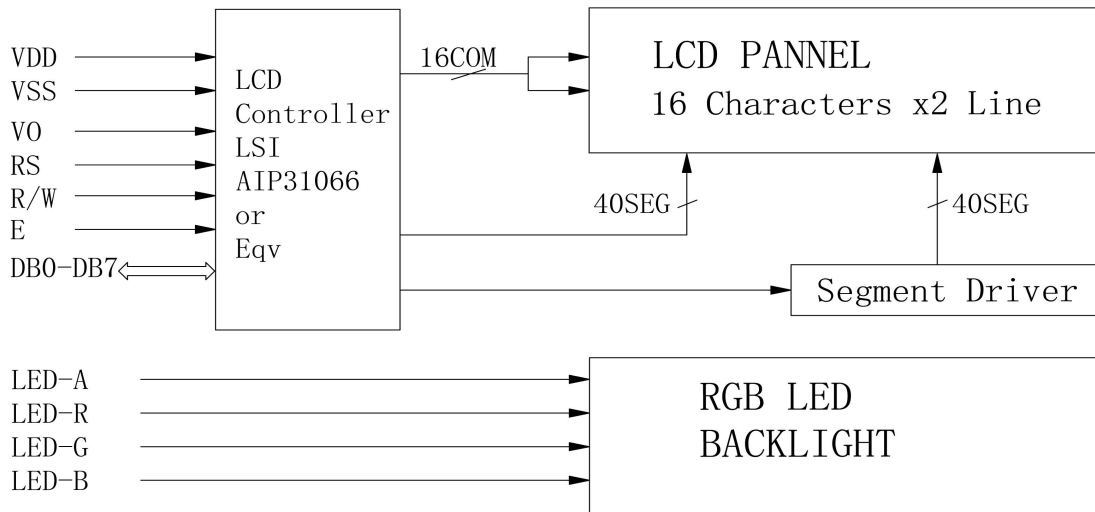 VDD
VSS
VO
RS
R/W
E
DB0-DB7
LCD
Controller
LSI
AIP31066
or
Eqv
16COM
LCD PANNEL
16 Characters x2 Line
40SEG
40SEG
Segment Driver
LED-A
LED-R
LED-G
LED-B
RGB LED
BACKLIGHT